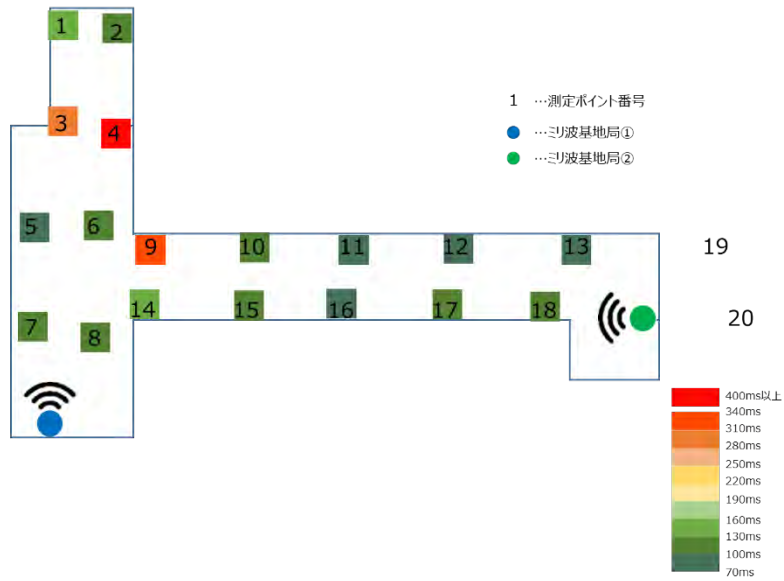 1 2
1 …測定ポイント番号
3 4
…ミリ波基地局①
…ミリ波基地局②
5 6
9 10 11 12 13 19
14 15 16 17 18 20
7 8
400ms以上
340ms
310ms
280ms
250ms
220ms
190ms
160ms
130ms
100ms
70ms